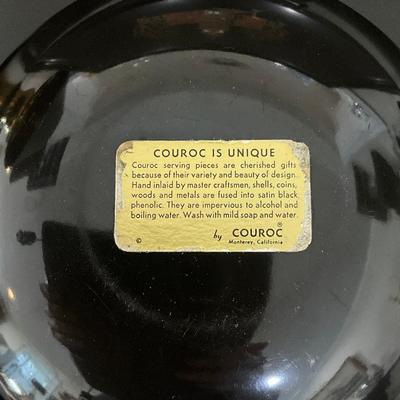 COUROC IS UNIQUE
Couroc serving pieces are cherished gifts
because of their variety and beauty of design.
Hand inlaid by master craftsmen, shells, coins,
woods and metals are fused into satin black
phenolic. They are impervious to alcohol and
boiling water. Wash with mild soap and water.
© by COUROC®
Monterey, California